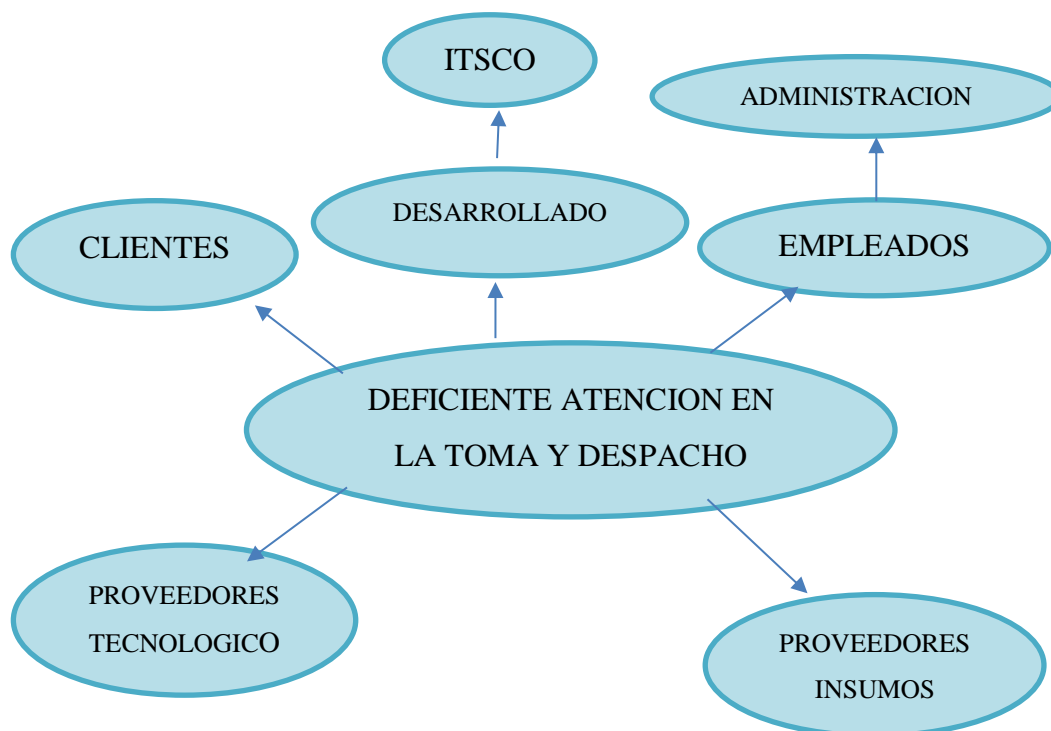 ITSCO
ADMINISTRACION
DESARROLLADO
CLIENTES
EMPLEADOS
DEFICIENTE ATENCION EN
LA TOMA Y DESPACHO
PROVEEDORES
TECNOLOGICO
PROVEEDORES
INSUMOS